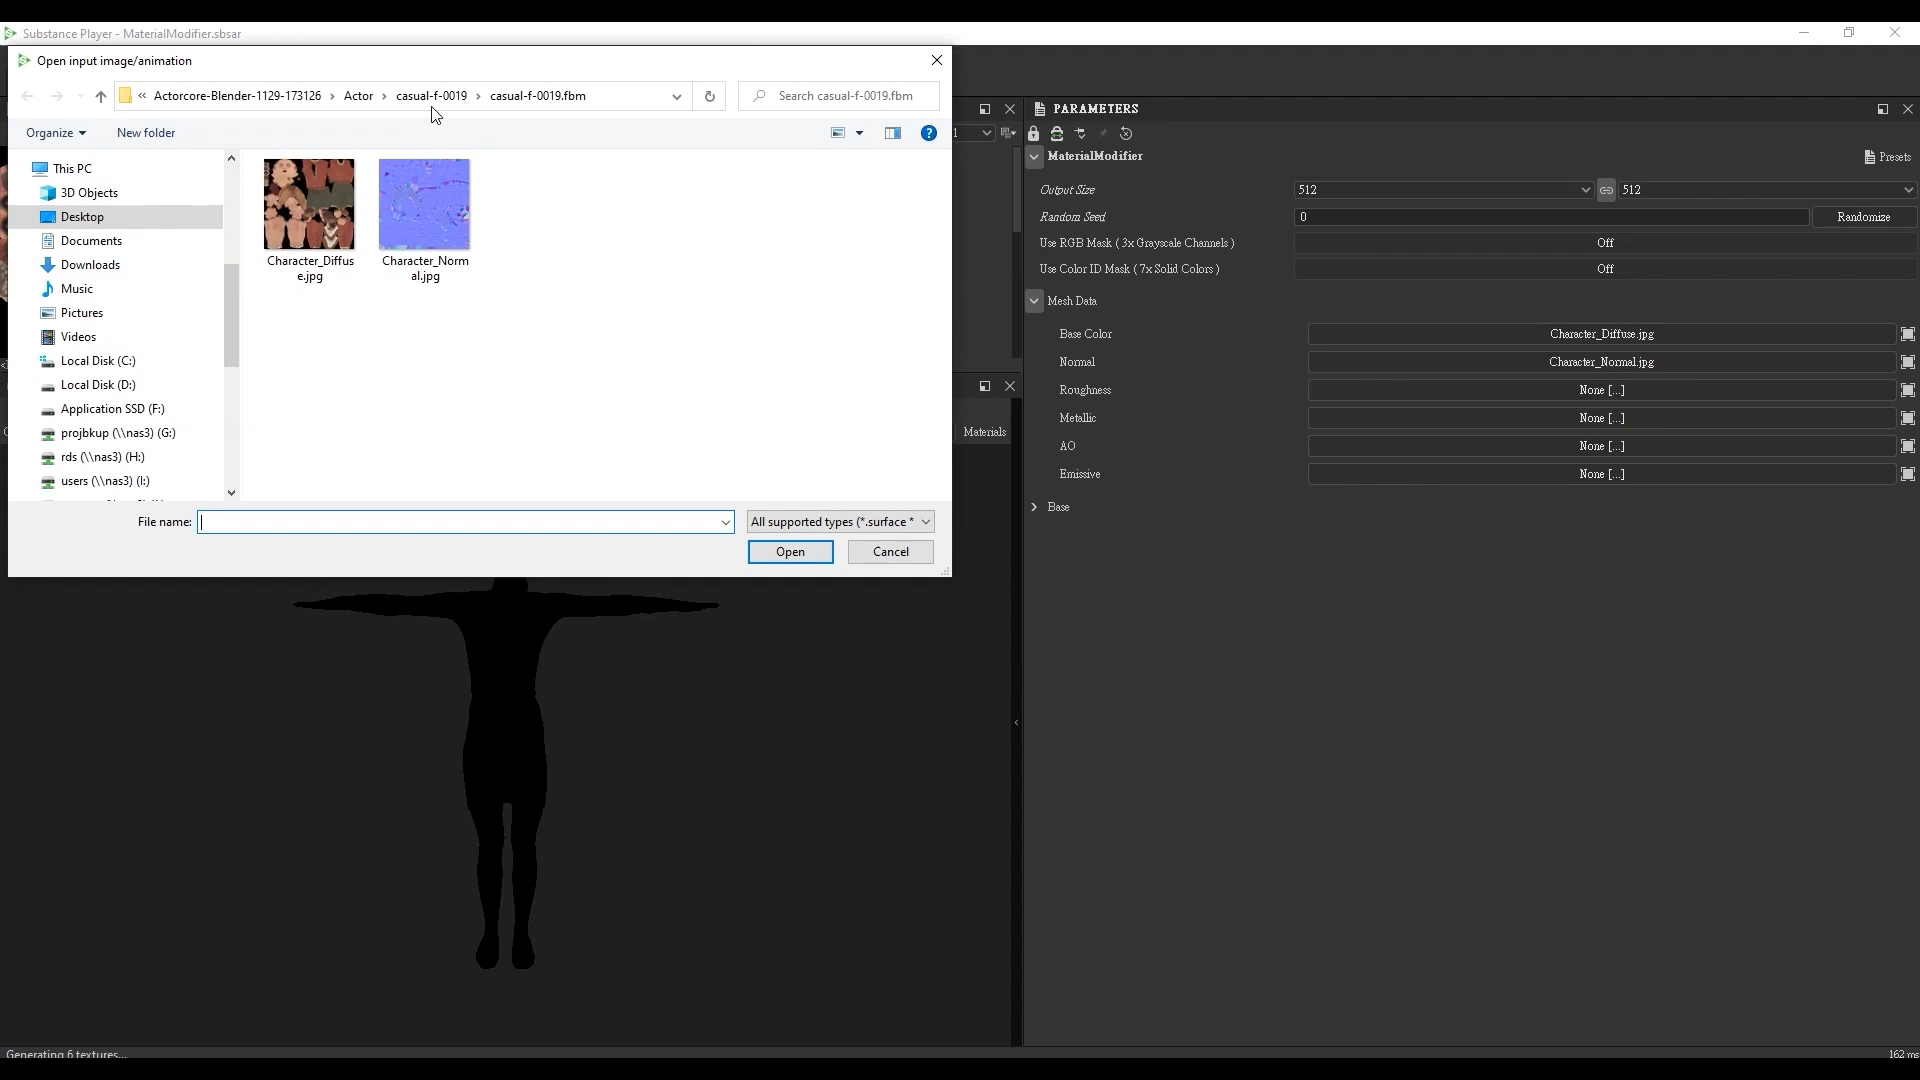 Substance Player - MaterialModifier.sbsar
Open input image/animation
« Actorcore-Blender-1129-173126 › Actor › casual-f-0019 › casual-f-0019.fbm
Search casual-f-0019.fbm
Organize
New folder
This PC
3D Objects
Desktop
Documents
Downloads
Music
Pictures
Videos
Local Disk (C:)
Local Disk (D:)
Application SSD (F:)
projbkup (\\nas3) (G:)
rds (\\nas3) (H:)
users (\\nas3) (I:)
Character_Diffus
e.jpg
Character_Norm
al.jpg
File name:
All supported types (*.surface *
Open
Cancel
1
Materials
PARAMETERS
MaterialModifier
Presets
Output Size
512
512
Random Seed
0
Randomize
Use RGB Mask ( 3x Grayscale Channels )
Off
Use Color ID Mask ( 7x Solid Colors )
Off
Mesh Data
Base Color
Character_Diffuse.jpg
Normal
Character_Normal.jpg
Roughness
None [...]
Metallic
None [...]
AO
None [...]
Emissive
None [...]
Base
Generating 6 textures...
162 ms